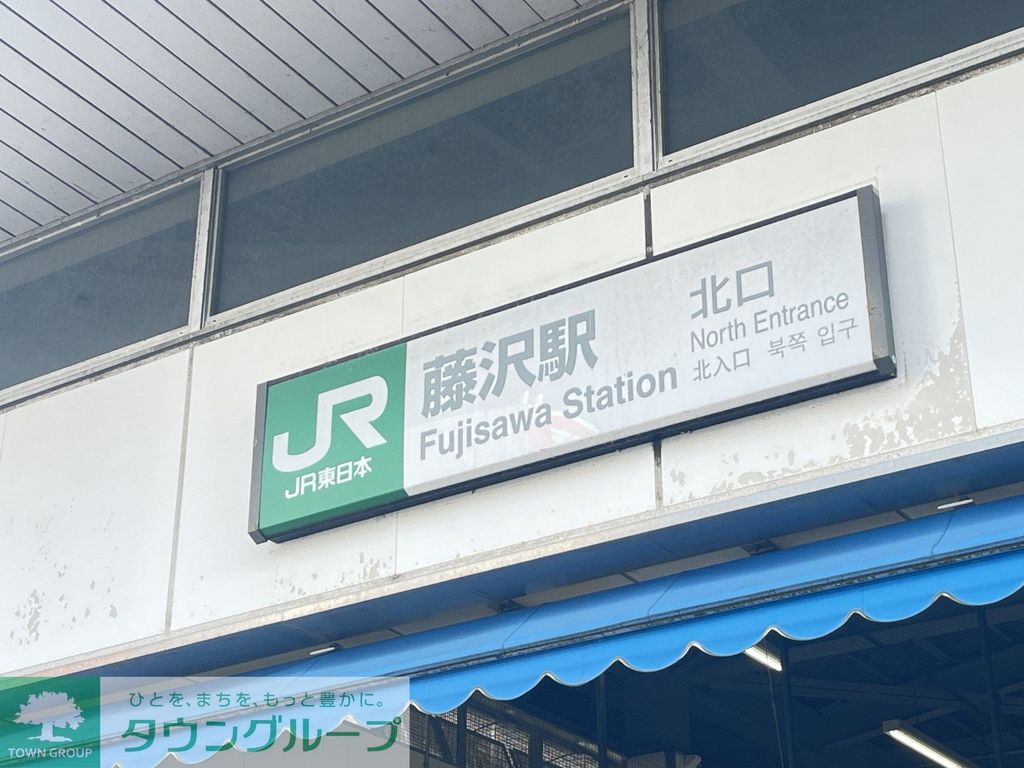 JR
JR東日本
藤沢駅
Fujisawa Station
北口
North Entrance
北入口 북쪽 입구
TOWN GROUP
ひとを、まちを、もっと豊かに。
タウングループ